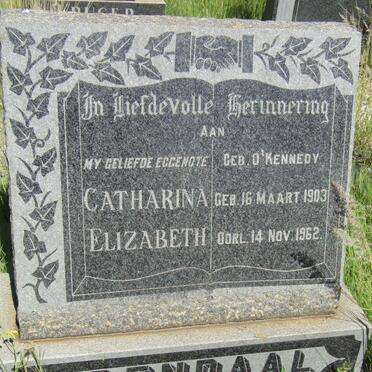 In Liefdevolle Herinnering
AAN
MY GELIEFDE EGGENOTE
CATHARINA
ELIZABETH
GEB. O'KENNEDY
GEB. 16 MAART 1903
OORL. 14 NOV. 1962.